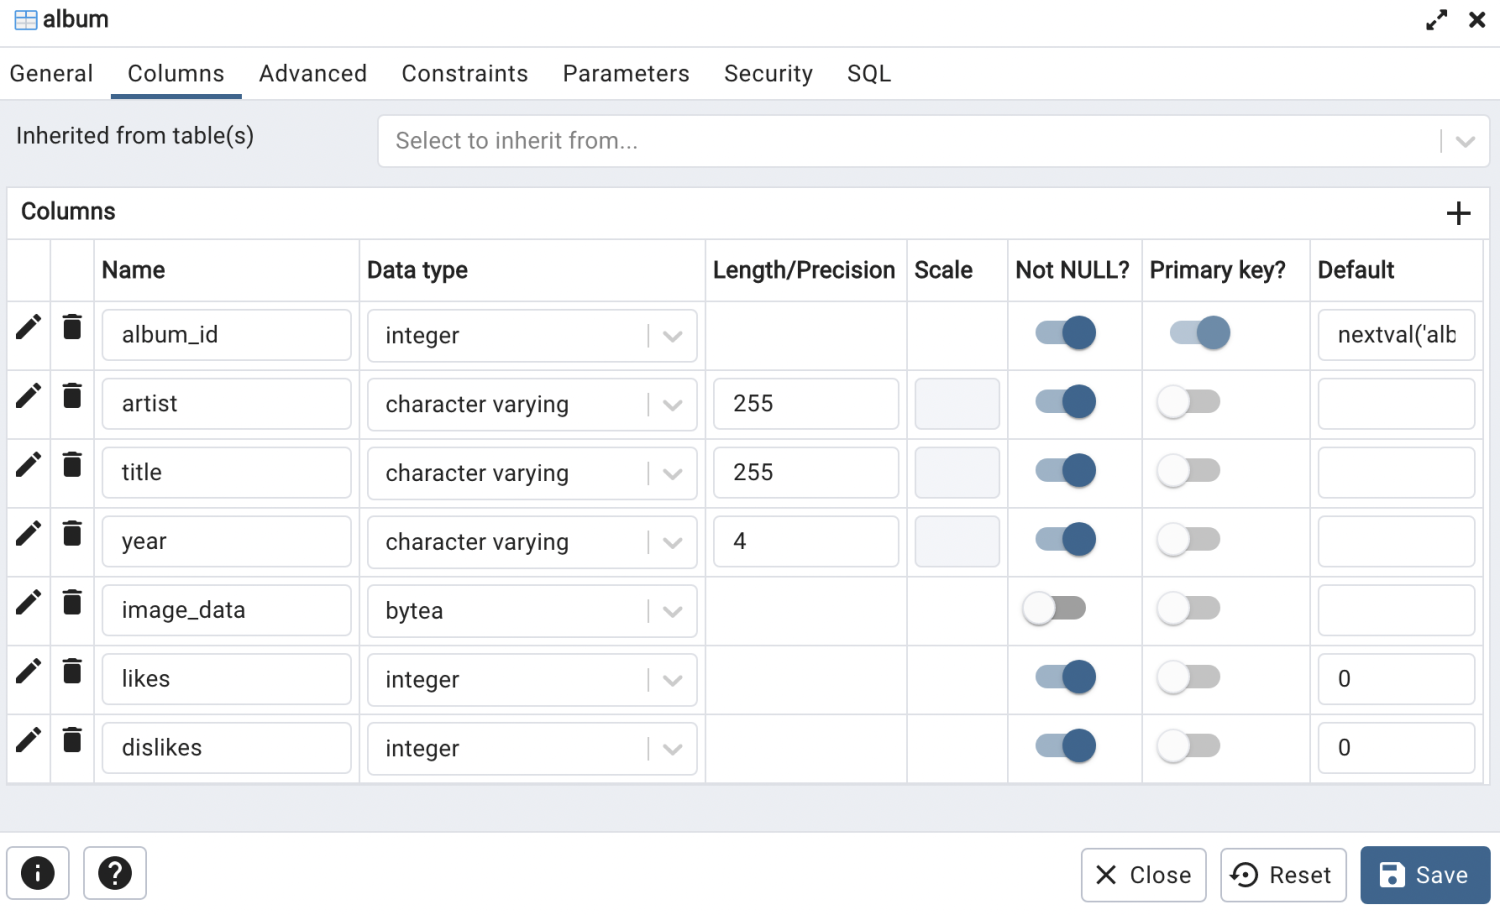 album
General Columns Advanced Constraints Parameters Security SQL
Inherited from table(s) Select to inherit from...
Columns
Name Data type Length/Precision Scale Not NULL? Primary key? Default
album_id integer nextval('alb
artist character varying 255
title character varying 255
year character varying 4
image_data bytea
likes integer 0
dislikes integer 0
Close Reset Save